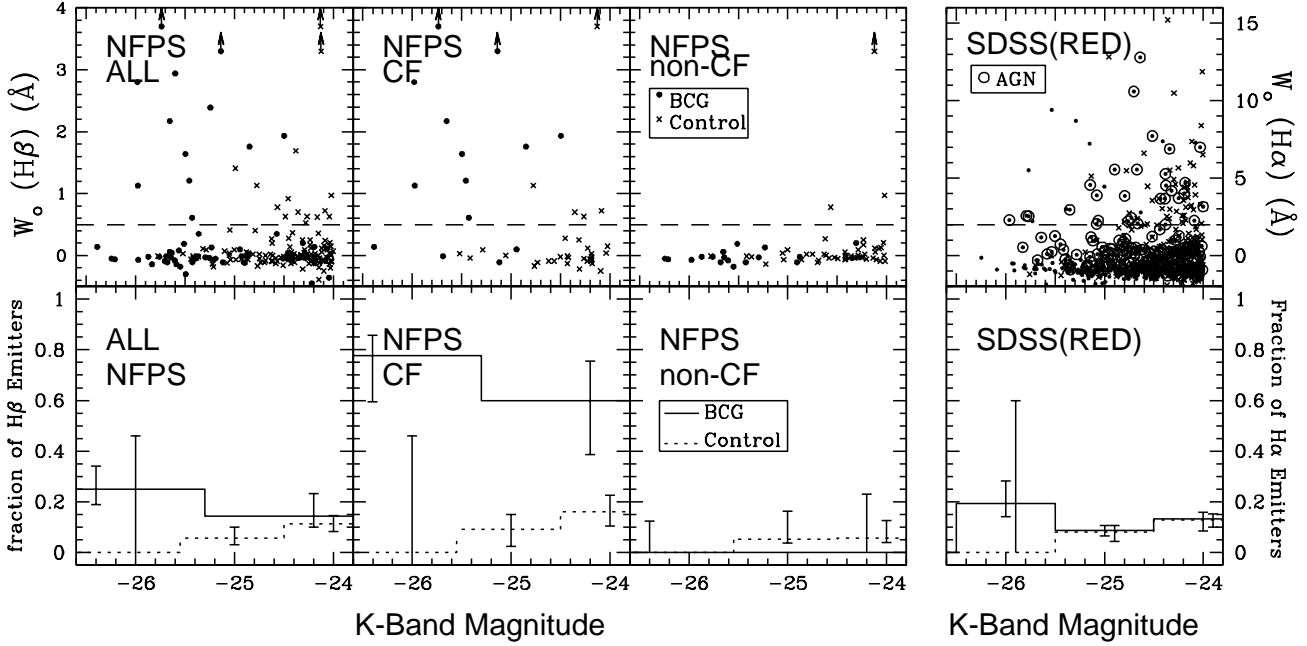 NFPS
ALL
NFPS
CF
NFPS
non-CF
BCG
Control
SDSS(RED)
AGN
4
3
2
1
0
W₀ (Hβ) (Å)
15
10
5
0
W₀ (Hα) (Å)
ALL
NFPS
NFPS
CF
NFPS
non-CF
BCG
Control
SDSS(RED)
1
0.8
0.6
0.4
0.2
0
fraction of Hβ Emitters
1
0.8
0.6
0.4
0.2
0
Fraction of Hα Emitters
−26 −25 −24 −26 −25 −24 −26 −25 −24 −26 −25 −24
K-Band Magnitude K-Band Magnitude